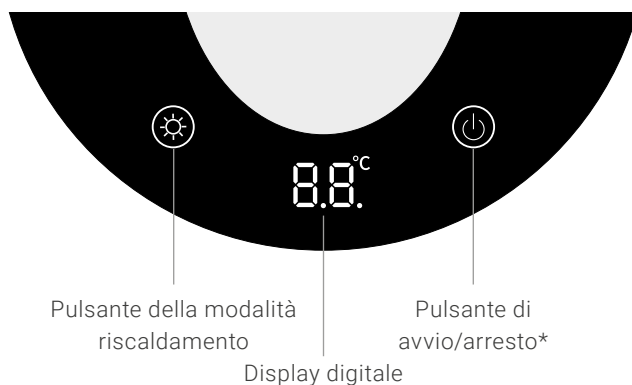 8.8.°C
Pulsante della modalità
riscaldamento
Pulsante di
avvio/arresto*
Display digitale